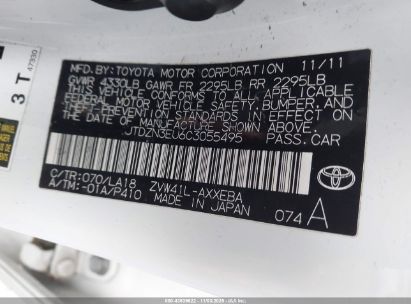 MFD. BY: TOYOTA MOTOR CORPORATION 11/11
GVWR 4330LB GAWR FR 2295LB RR 2295LB
THIS VEHICLE CONFORMS TO ALL APPLICABLE
FEDERAL MOTOR VEHICLE SAFETY, BUMPER, AND
THEFT PREVENTION STANDARDS IN EFFECT ON
THE DATE OF MANUFACTURE SHOWN ABOVE.
JTDZN3EU6C3055495 PASS.CAR
C/TR:070/LA18 ZVW41L-AXXEBA
A/TM:-01A/P410 MADE IN JAPAN
074 A
TOYOTA
3 T
47930